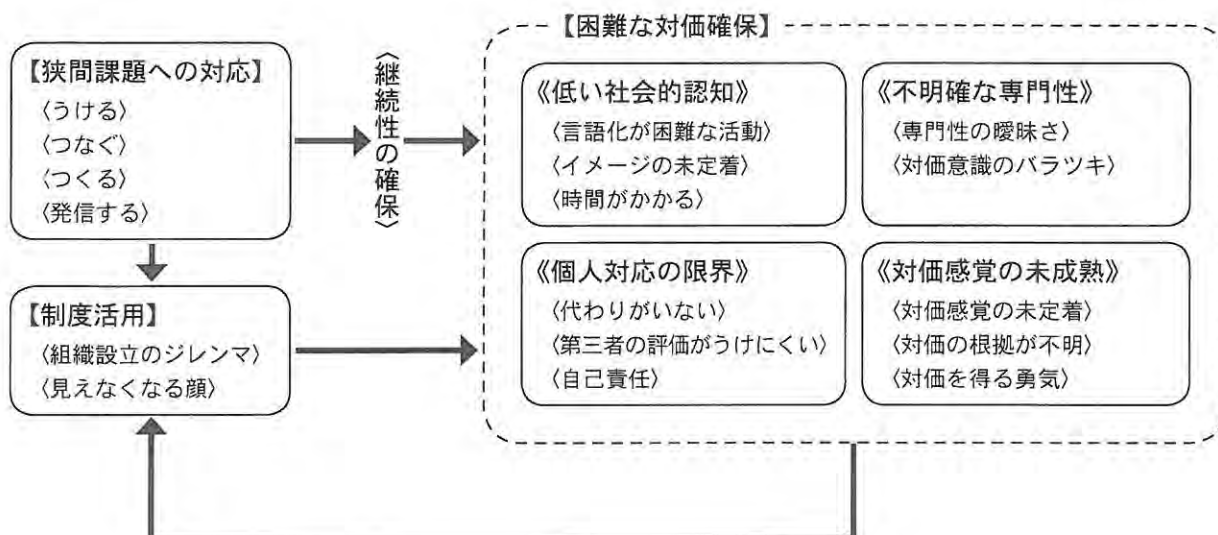 【狭間課題への対応】
〈うける〉
〈つなぐ〉
〈つくる〉
〈発信する〉
〈継続性の確保〉
【制度活用】
〈組織設立のジレンマ〉
〈見えなくなる顔〉
【困難な対価確保】
《低い社会的認知》
〈言語化が困難な活動〉
〈イメージの未定着〉
〈時間がかかる〉
《不明確な専門性》
〈専門性の曖昧さ〉
〈対価意識のバラツキ〉
《個人対応の限界》
〈代わりがいない〉
〈第三者の評価がうけにくい〉
〈自己責任〉
《対価感覚の未成熟》
〈対価感覚の未定着〉
〈対価の根拠が不明〉
〈対価を得る勇気〉